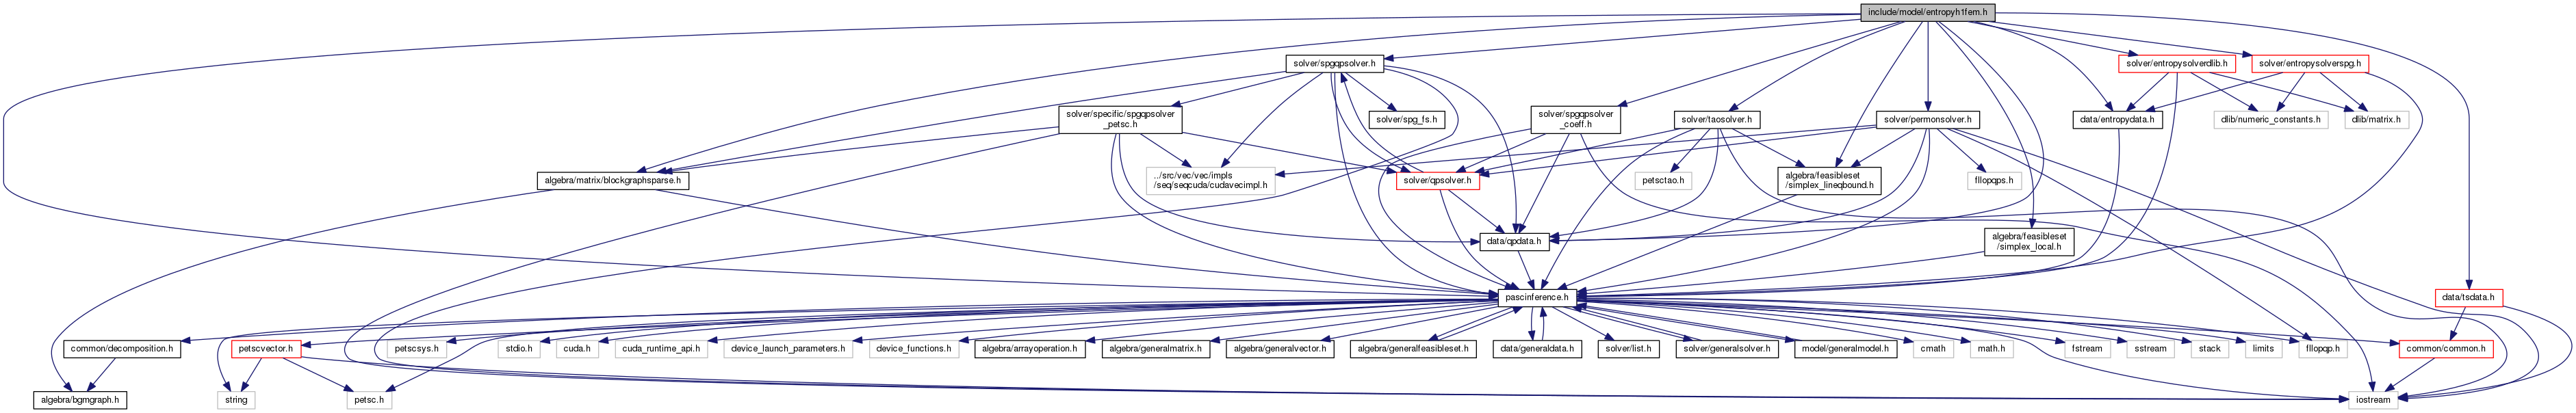 include/model/entropyh1fem.h
solver/spgqpsolver.h
solver/entropysolverdlib.h
solver/entropysolverspg.h
solver/specific/spgqpsolver
_petsc.h
solver/spg_fs.h
solver/spgqpsolver
_coeff.h
solver/taosolver.h
solver/permonsolver.h
data/entropydata.h
dlib/numeric_constants.h
dlib/matrix.h
algebra/matrix/blockgraphsparse.h
../src/vec/vec/impls
/seq/seqcuda/cudavecimpl.h
solver/qpsolver.h
petsctao.h
algebra/feasibleset
/simplex_lineqbound.h
fllopqps.h
data/qpdata.h
algebra/feasibleset
/simplex_local.h
pascinference.h
data/tsdata.h
common/decomposition.h
petscvector.h
petscsys.h
stdio.h
cuda.h
cuda_runtime_api.h
device_launch_parameters.h
device_functions.h
algebra/arrayoperation.h
algebra/generalmatrix.h
algebra/generalvector.h
algebra/generalfeasibleset.h
data/generaldata.h
solver/list.h
solver/generalsolver.h
model/generalmodel.h
cmath
math.h
fstream
sstream
stack
limits
fllopqp.h
common/common.h
algebra/bgmgraph.h
string
petsc.h
iostream